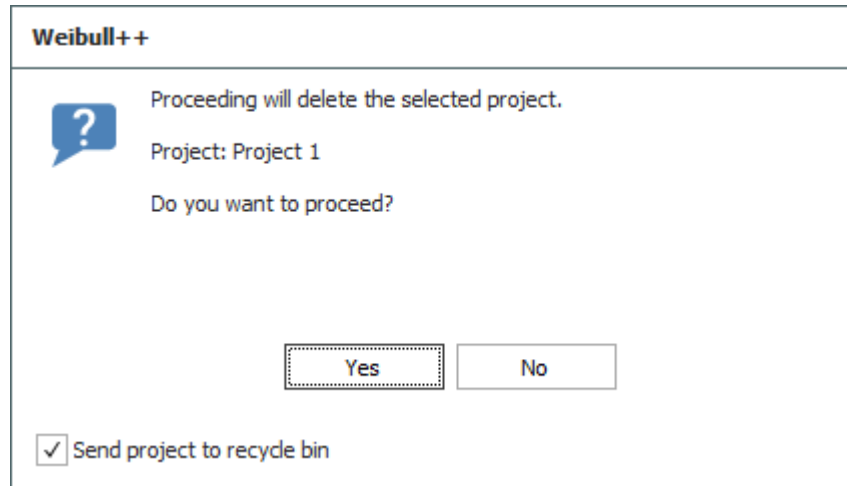 Weibull++
Proceeding will delete the selected project.
Project: Project 1
Do you want to proceed?
Yes
No
Send project to recycle bin